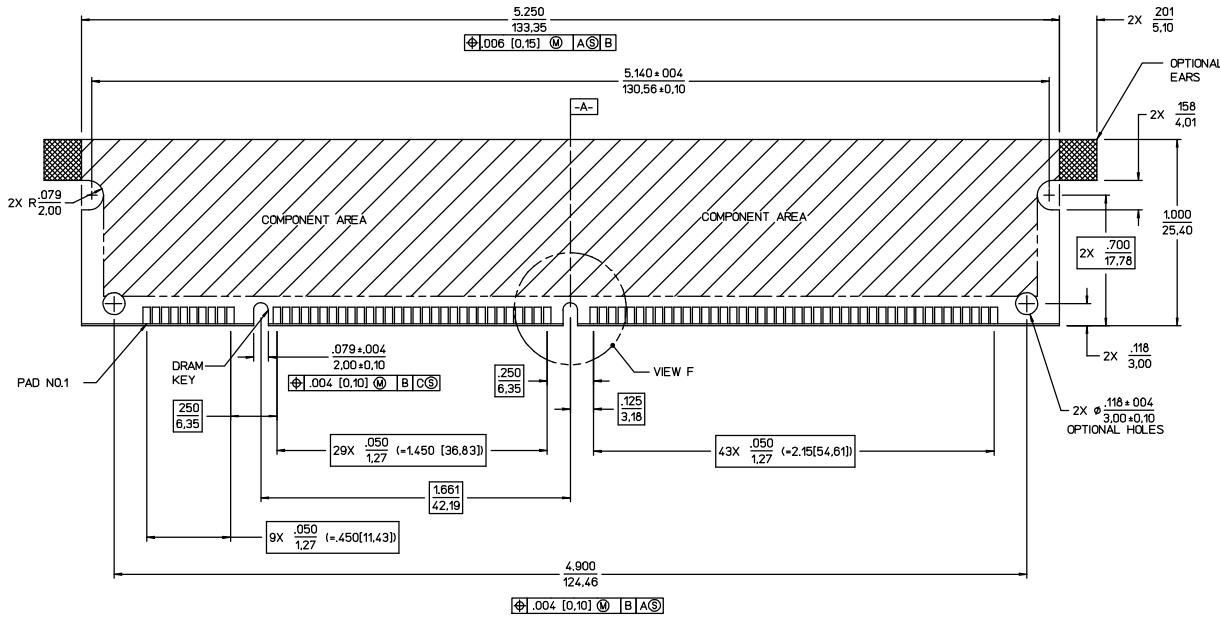 5.250
133,35
⌖ .006 [0,15] Ⓜ A Ⓢ B
2X .201
5,10
OPTIONAL
EARS
5.140±.004
130,56±0,10
-A-
2X .158
4,01
2X R .079
2,00
COMPONENT AREA
COMPONENT AREA
1.000
25,40
2X .700
17,78
PAD NO.1
DRAM
KEY
.079±.004
2,00±0,10
⌖ .004 [0,10] Ⓜ B C Ⓢ
.250
6,35
VIEW F
2X .118
3,00
.250
6,35
.125
3,18
2X ⌀ .118±.004
3,00±0,10
OPTIONAL HOLES
29X .050
1,27 (=1.450 [36,83])
43X .050
1,27 (=2.15[54,61])
1.661
42,19
9X .050
1,27 (=.450[11,43])
4.900
124,46
⌖ .004 [0,10] Ⓜ B A Ⓢ